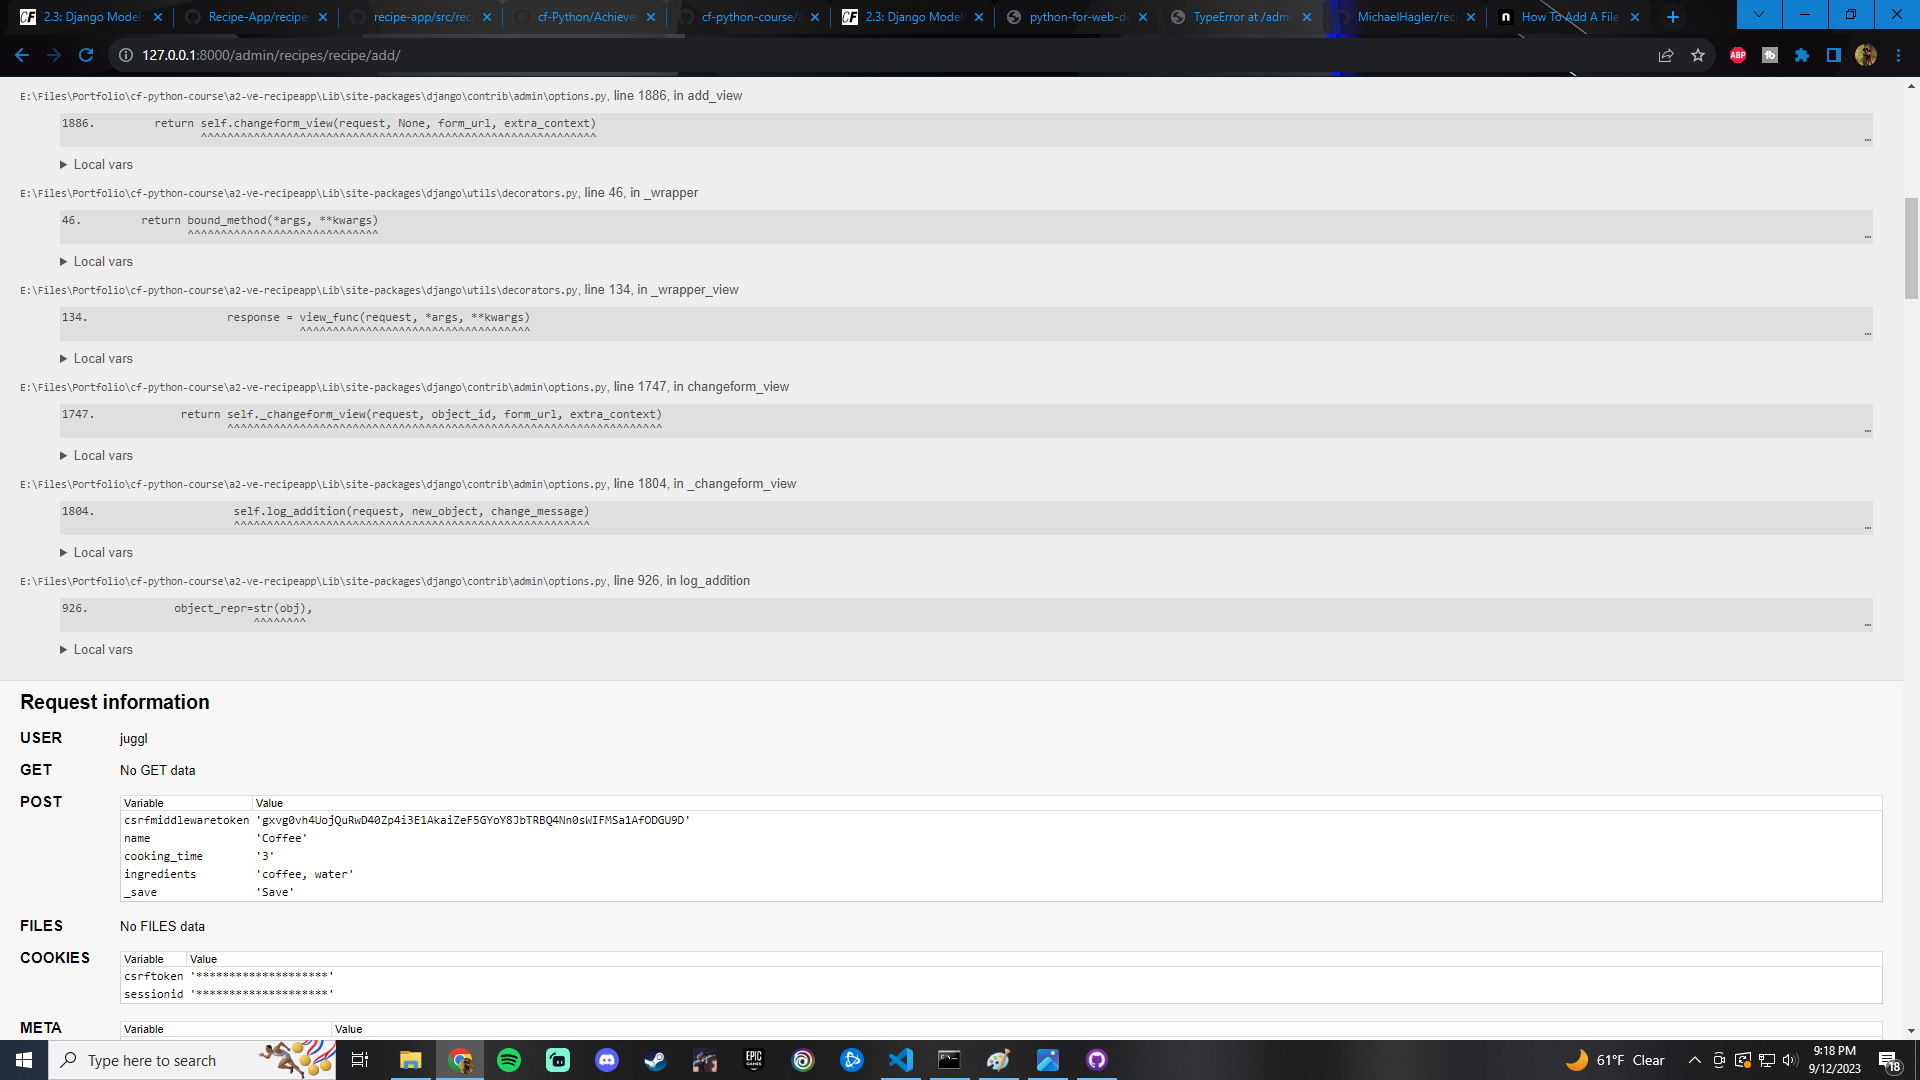 2.3: Django Models
Recipe-App/recipe
recipe-app/src/rec
cf-Python/Achieve
cf-python-course/a
2.3: Django Models
python-for-web-de
TypeError at /admi
MichaelHagler/reci
How To Add A File
127.0.0.1:8000/admin/recipes/recipe/add/
ABP
E:\Files\Portfolio\cf-python-course\a2-ve-recipeapp\Lib\site-packages\django\contrib\admin\options.py, line 1886, in add_view
1886. return self.changeform_view(request, None, form_url, extra_context)
^^^^^^^^^^^^^^^^^^^^^^^^^^^^^^^^^^^^^^^^^^^^^^^^^^^^^^^^^^^^
…
Local vars
E:\Files\Portfolio\cf-python-course\a2-ve-recipeapp\Lib\site-packages\django\utils\decorators.py, line 46, in _wrapper
46. return bound_method(*args, **kwargs)
^^^^^^^^^^^^^^^^^^^^^^^^^^^^^
…
Local vars
E:\Files\Portfolio\cf-python-course\a2-ve-recipeapp\Lib\site-packages\django\utils\decorators.py, line 134, in _wrapper_view
134. response = view_func(request, *args, **kwargs)
^^^^^^^^^^^^^^^^^^^^^^^^^^^^^^^^^^^
…
Local vars
E:\Files\Portfolio\cf-python-course\a2-ve-recipeapp\Lib\site-packages\django\contrib\admin\options.py, line 1747, in changeform_view
1747. return self._changeform_view(request, object_id, form_url, extra_context)
^^^^^^^^^^^^^^^^^^^^^^^^^^^^^^^^^^^^^^^^^^^^^^^^^^^^^^^^^^^^^^^^^^
…
Local vars
E:\Files\Portfolio\cf-python-course\a2-ve-recipeapp\Lib\site-packages\django\contrib\admin\options.py, line 1804, in _changeform_view
1804. self.log_addition(request, new_object, change_message)
^^^^^^^^^^^^^^^^^^^^^^^^^^^^^^^^^^^^^^^^^^^^^^^^^^^^^^
…
Local vars
E:\Files\Portfolio\cf-python-course\a2-ve-recipeapp\Lib\site-packages\django\contrib\admin\options.py, line 926, in log_addition
926. object_repr=str(obj),
^^^^^^^^
…
Local vars
Request information
USER juggl
GET No GET data
POST Variable Value
csrfmiddlewaretoken 'gxvg0vh4UojQuRwD40Zp4i3E1AkaiZeF5GYoY8JbTRBQ4Nn0sWIFMSa1AfODGU9D'
name 'Coffee'
cooking_time '3'
ingredients 'coffee, water'
_save 'Save'
FILES No FILES data
COOKIES Variable Value
csrftoken '********************'
sessionid '********************'
META Variable Value
Type here to search
EPIC GAMES
61°F Clear
9:18 PM
9/12/2023
18